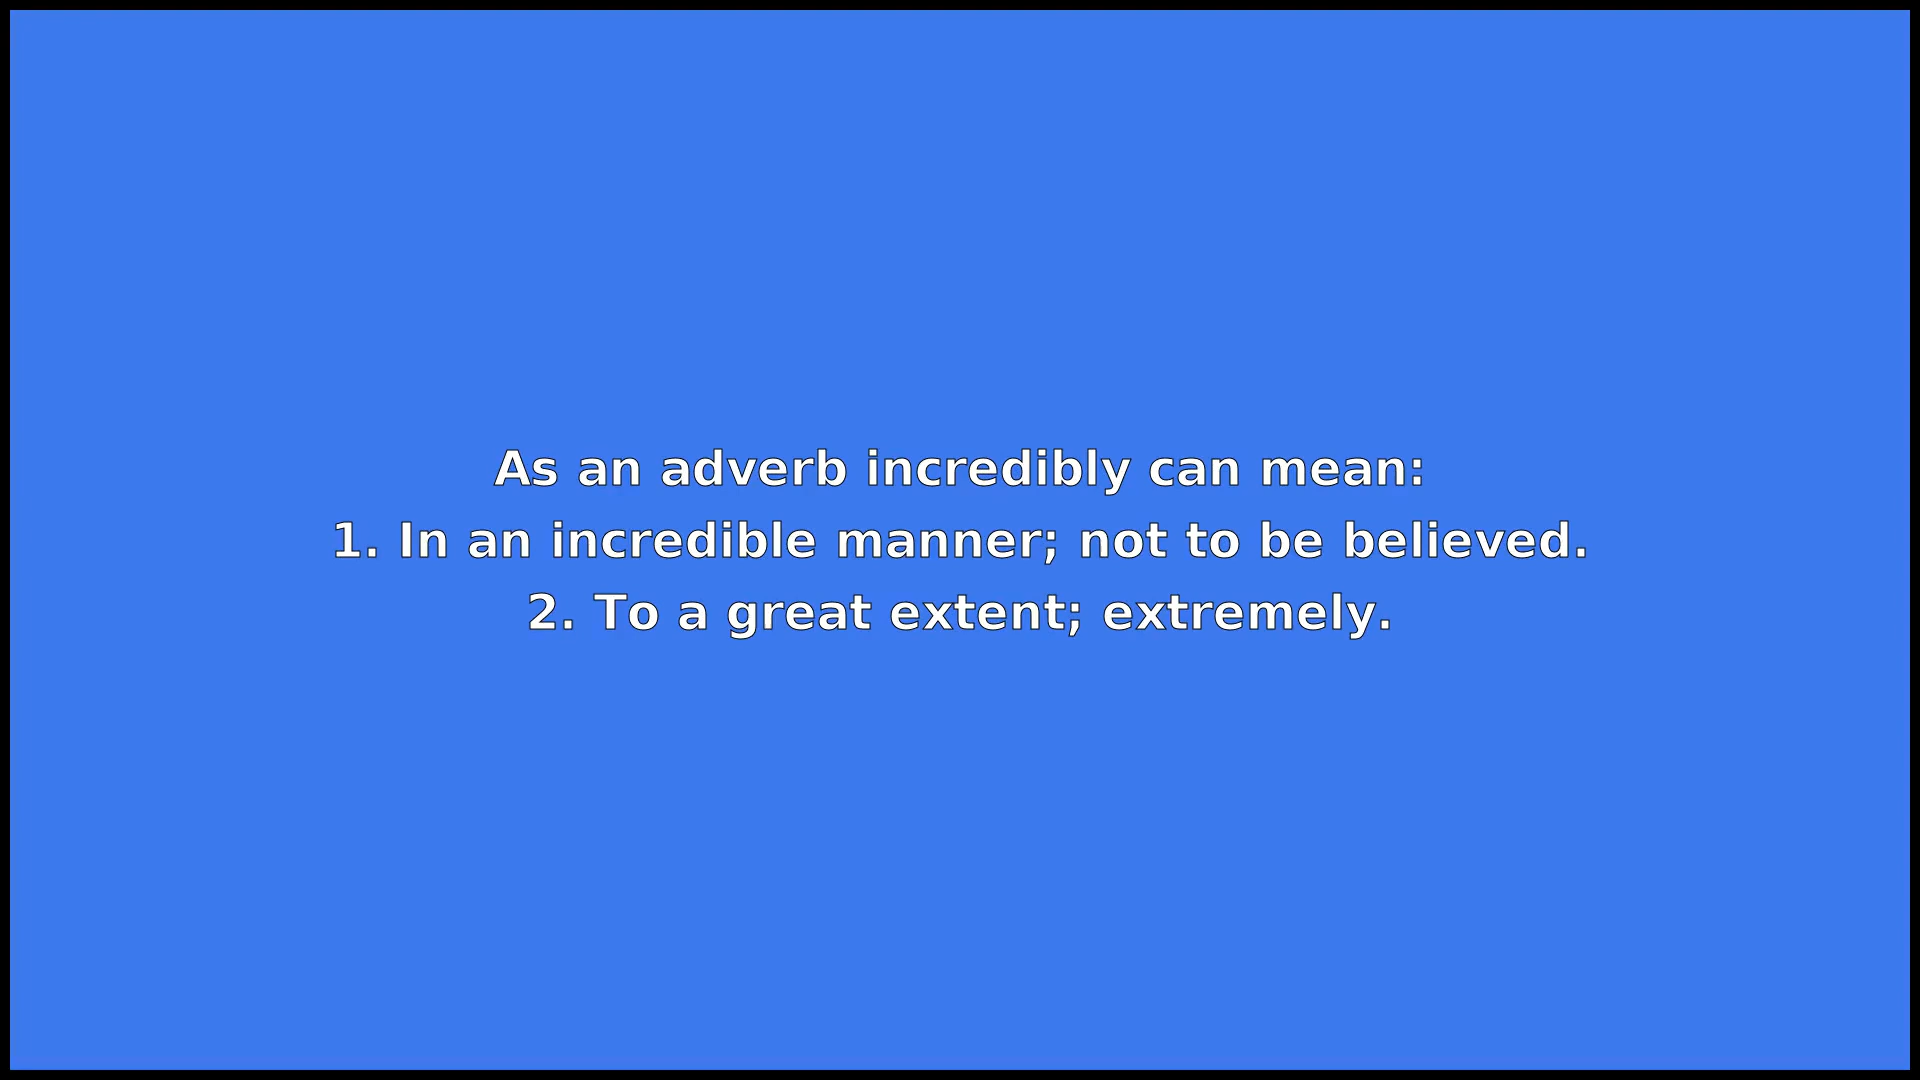 As an adverb incredibly can mean:
1. In an incredible manner; not to be believed.
2. To a great extent; extremely.